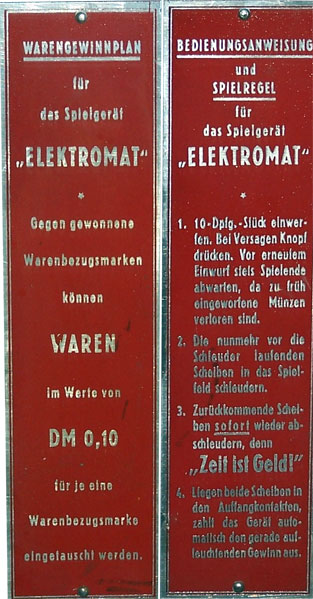 WARENGEWINNPLAN
für
das Spielgerät
„ELEKTROMAT“
*
Gegen gewonnene
Warenbezugsmarken
können
WAREN
im Werte von
DM 0,10
für je eine
Warenbezugsmarke
eingetauscht werden.
BEDIENUNGSANWEISUNG
und
SPIELREGEL
für
das Spielgerät
„ELEKTROMAT“
*
1. 10-Dpfg.-Stück einwer-
fen. Bei Versagen Knopf
drücken. Vor erneutem
Einwurf stets Spielende
abwarten, da zu früh
eingeworfene Münzen
verloren sind.
2. Die nunmehr vor die
Schleuder laufenden
Scheiben in das Spiel-
feld schleudern.
3. Zurückkommende Schei-
ben sofort wieder ab-
schleudern, denn
„Zeit ist Geld!“
4. Liegen beide Scheiben in
den Auffangkontakten,
zahlt das Gerät auto-
matisch den gerade auf-
leuchtenden Gewinn aus.